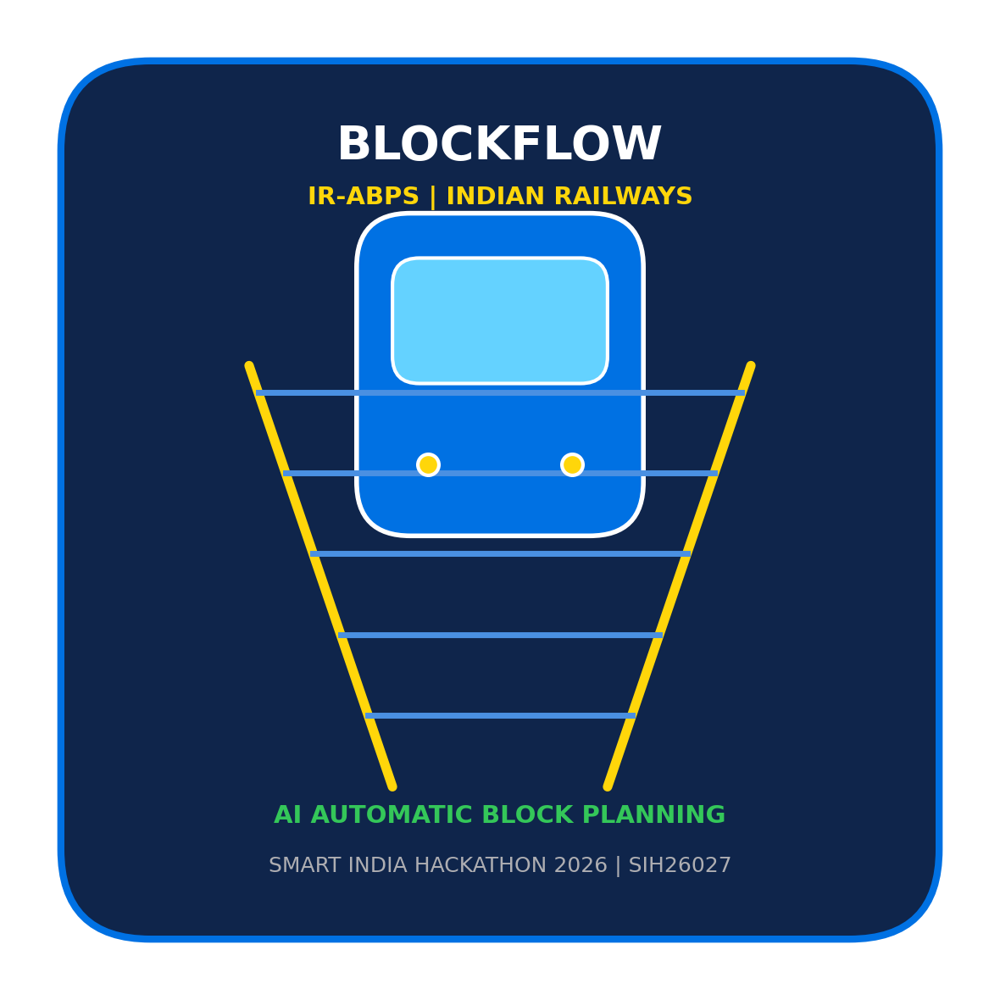 BLOCKFLOW
IR-ABPS | INDIAN RAILWAYS
AI AUTOMATIC BLOCK PLANNING
SMART INDIA HACKATHON 2026 | SIH26027